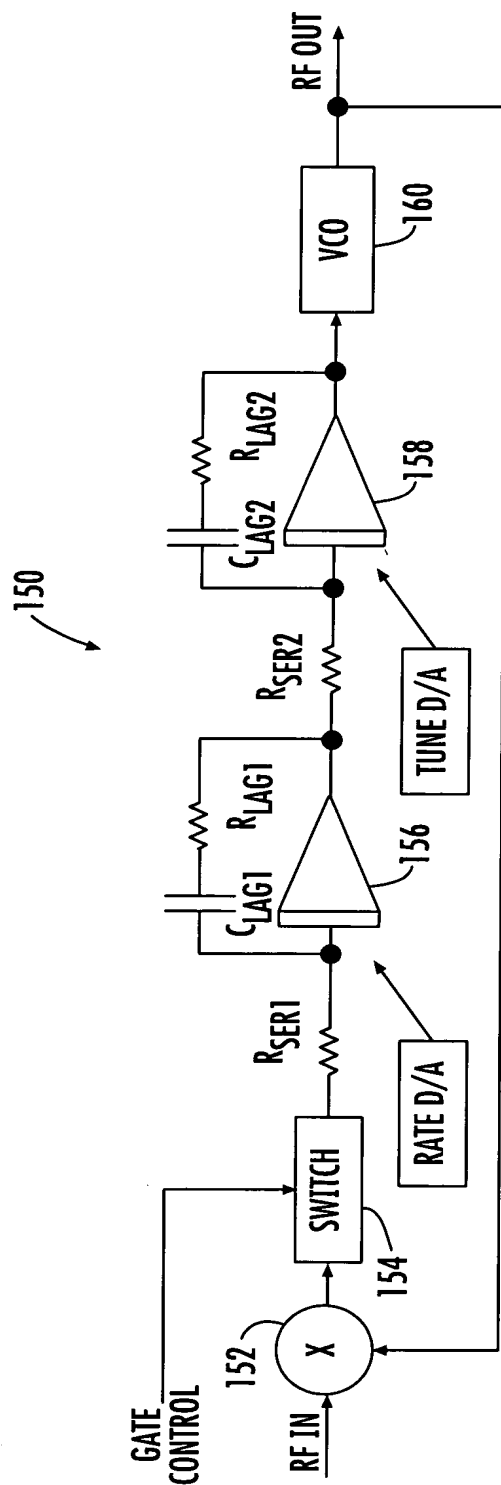 150
GATE
CONTROL
RF IN
X
152
SWITCH
154
RSER1
CLAG1
RLAG1
156
RATE D/A
RSER2
CLAG2
RLAG2
158
TUNE D/A
VCO
160
RF OUT